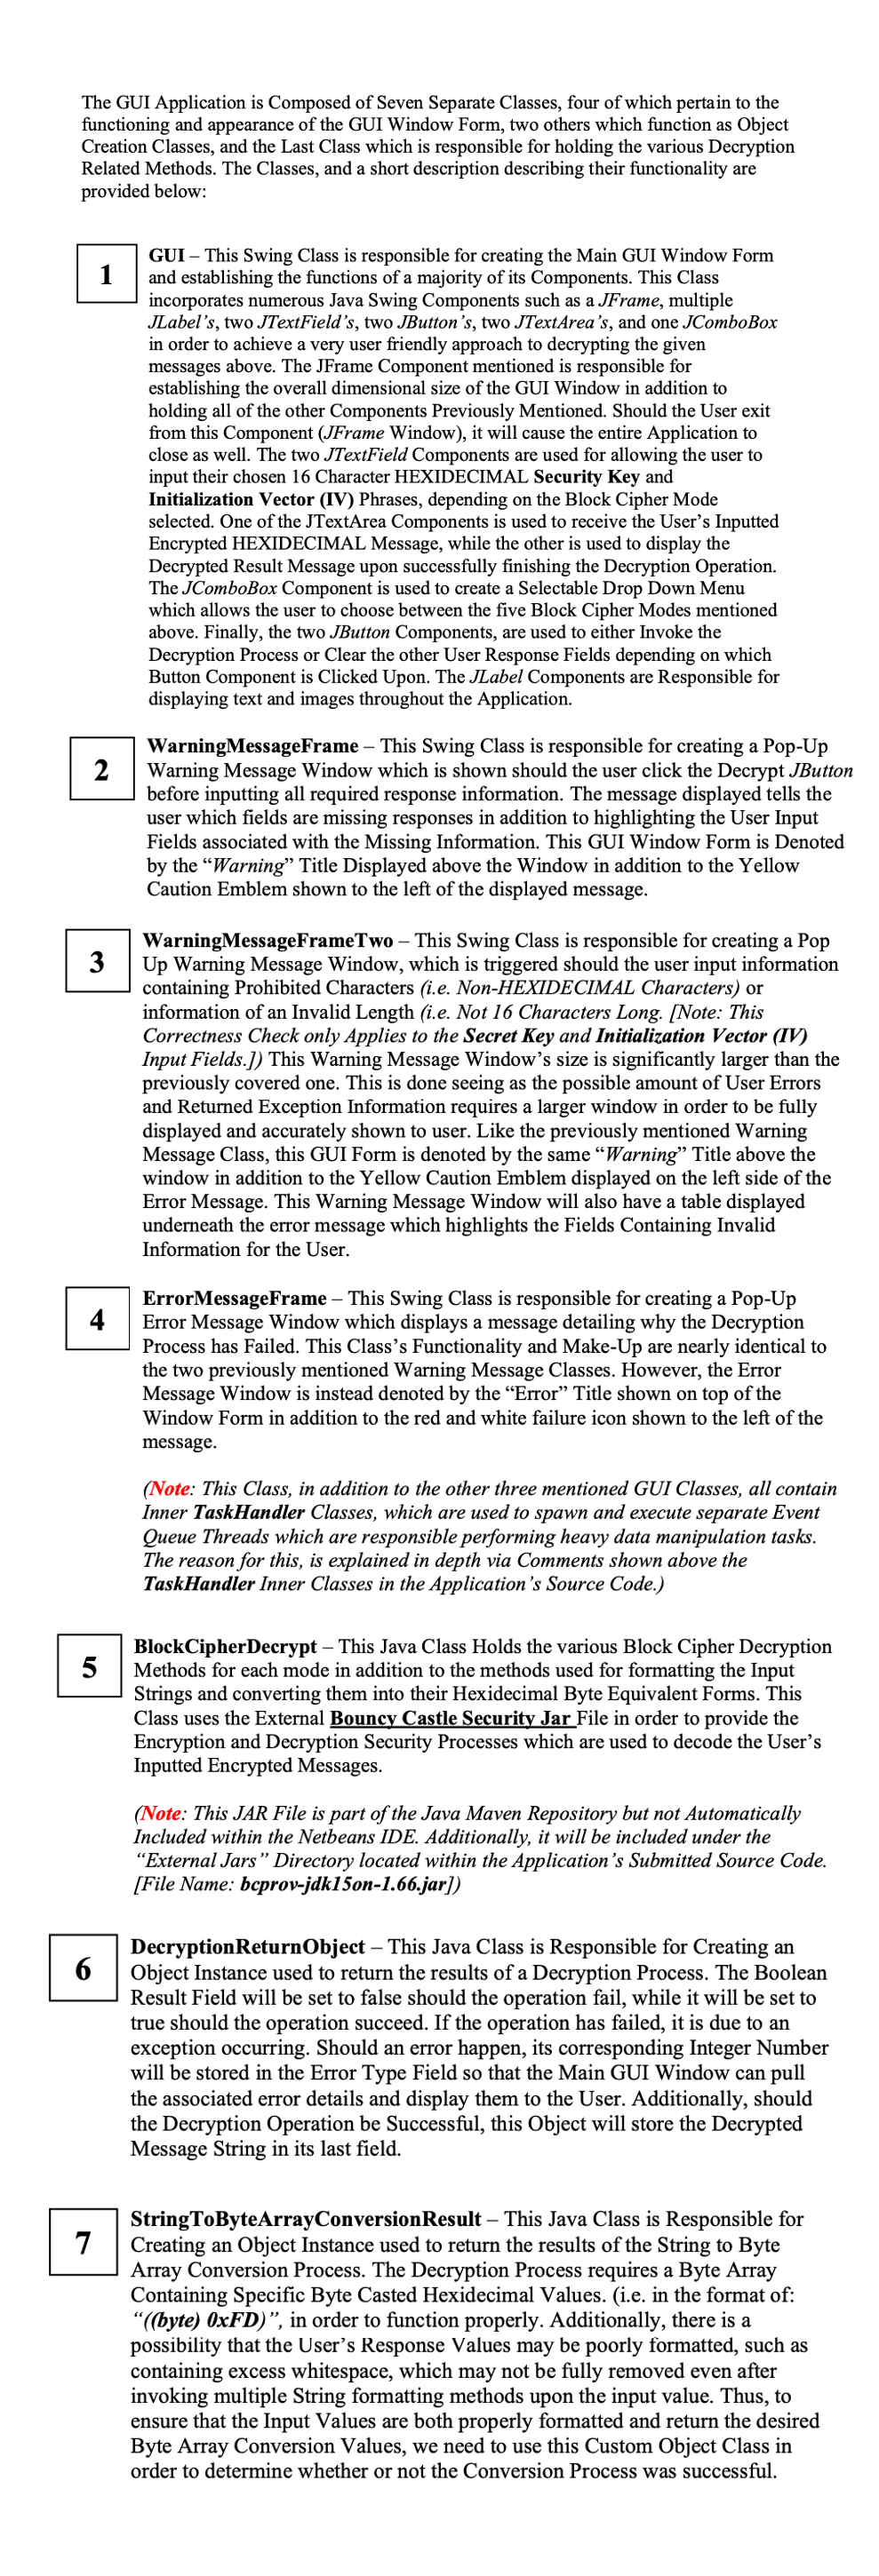 The GUI Application is Composed of Seven Separate Classes, four of which pertain to the
functioning and appearance of the GUI Window Form, two others which function as Object
Creation Classes, and the Last Class which is responsible for holding the various Decryption
Related Methods. The Classes, and a short description describing their functionality are
provided below:
1
GUI – This Swing Class is responsible for creating the Main GUI Window Form
and establishing the functions of a majority of its Components. This Class
incorporates numerous Java Swing Components such as a JFrame, multiple
JLabel's, two JTextField's, two JButton's, two JTextArea's, and one JComboBox
in order to achieve a very user friendly approach to decrypting the given
messages above. The JFrame Component mentioned is responsible for
establishing the overall dimensional size of the GUI Window in addition to
holding all of the other Components Previously Mentioned. Should the User exit
from this Component (JFrame Window), it will cause the entire Application to
close as well. The two JTextField Components are used for allowing the user to
input their chosen 16 Character HEXIDECIMAL Security Key and
Initialization Vector (IV) Phrases, depending on the Block Cipher Mode
selected. One of the JTextArea Components is used to receive the User's Inputted
Encrypted HEXIDECIMAL Message, while the other is used to display the
Decrypted Result Message upon successfully finishing the Decryption Operation.
The JComboBox Component is used to create a Selectable Drop Down Menu
which allows the user to choose between the five Block Cipher Modes mentioned
above. Finally, the two JButton Components, are used to either Invoke the
Decryption Process or Clear the other User Response Fields depending on which
Button Component is Clicked Upon. The JLabel Components are Responsible for
displaying text and images throughout the Application.
2
WarningMessageFrame – This Swing Class is responsible for creating a Pop-Up
Warning Message Window which is shown should the user click the Decrypt JButton
before inputting all required response information. The message displayed tells the
user which fields are missing responses in addition to highlighting the User Input
Fields associated with the Missing Information. This GUI Window Form is Denoted
by the “Warning” Title Displayed above the Window in addition to the Yellow
Caution Emblem shown to the left of the displayed message.
3
WarningMessageFrameTwo – This Swing Class is responsible for creating a Pop
Up Warning Message Window, which is triggered should the user input information
containing Prohibited Characters (i.e. Non-HEXIDECIMAL Characters) or
information of an Invalid Length (i.e. Not 16 Characters Long. [Note: This
Correctness Check only Applies to the Secret Key and Initialization Vector (IV)
Input Fields.]) This Warning Message Window's size is significantly larger than the
previously covered one. This is done seeing as the possible amount of User Errors
and Returned Exception Information requires a larger window in order to be fully
displayed and accurately shown to user. Like the previously mentioned Warning
Message Class, this GUI Form is denoted by the same “Warning” Title above the
window in addition to the Yellow Caution Emblem displayed on the left side of the
Error Message. This Warning Message Window will also have a table displayed
underneath the error message which highlights the Fields Containing Invalid
Information for the User.
4
ErrorMessageFrame – This Swing Class is responsible for creating a Pop-Up
Error Message Window which displays a message detailing why the Decryption
Process has Failed. This Class's Functionality and Make-Up are nearly identical to
the two previously mentioned Warning Message Classes. However, the Error
Message Window is instead denoted by the “Error” Title shown on top of the
Window Form in addition to the red and white failure icon shown to the left of the
message.
(Note: This Class, in addition to the other three mentioned GUI Classes, all contain
Inner TaskHandler Classes, which are used to spawn and execute separate Event
Queue Threads which are responsible performing heavy data manipulation tasks.
The reason for this, is explained in depth via Comments shown above the
TaskHandler Inner Classes in the Application's Source Code.)
5
BlockCipherDecrypt – This Java Class Holds the various Block Cipher Decryption
Methods for each mode in addition to the methods used for formatting the Input
Strings and converting them into their Hexidecimal Byte Equivalent Forms. This
Class uses the External Bouncy Castle Security Jar File in order to provide the
Encryption and Decryption Security Processes which are used to decode the User's
Inputted Encrypted Messages.
(Note: This JAR File is part of the Java Maven Repository but not Automatically
Included within the Netbeans IDE. Additionally, it will be included under the
“External Jars” Directory located within the Application's Submitted Source Code.
[File Name: bcprov-jdk15on-1.66.jar])
6
DecryptionReturnObject – This Java Class is Responsible for Creating an
Object Instance used to return the results of a Decryption Process. The Boolean
Result Field will be set to false should the operation fail, while it will be set to
true should the operation succeed. If the operation has failed, it is due to an
exception occurring. Should an error happen, its corresponding Integer Number
will be stored in the Error Type Field so that the Main GUI Window can pull
the associated error details and display them to the User. Additionally, should
the Decryption Operation be Successful, this Object will store the Decrypted
Message String in its last field.
7
StringToByteArrayConversionResult – This Java Class is Responsible for
Creating an Object Instance used to return the results of the String to Byte
Array Conversion Process. The Decryption Process requires a Byte Array
Containing Specific Byte Casted Hexidecimal Values. (i.e. in the format of:
“((byte) 0xFD)”, in order to function properly. Additionally, there is a
possibility that the User's Response Values may be poorly formatted, such as
containing excess whitespace, which may not be fully removed even after
invoking multiple String formatting methods upon the input value. Thus, to
ensure that the Input Values are both properly formatted and return the desired
Byte Array Conversion Values, we need to use this Custom Object Class in
order to determine whether or not the Conversion Process was successful.